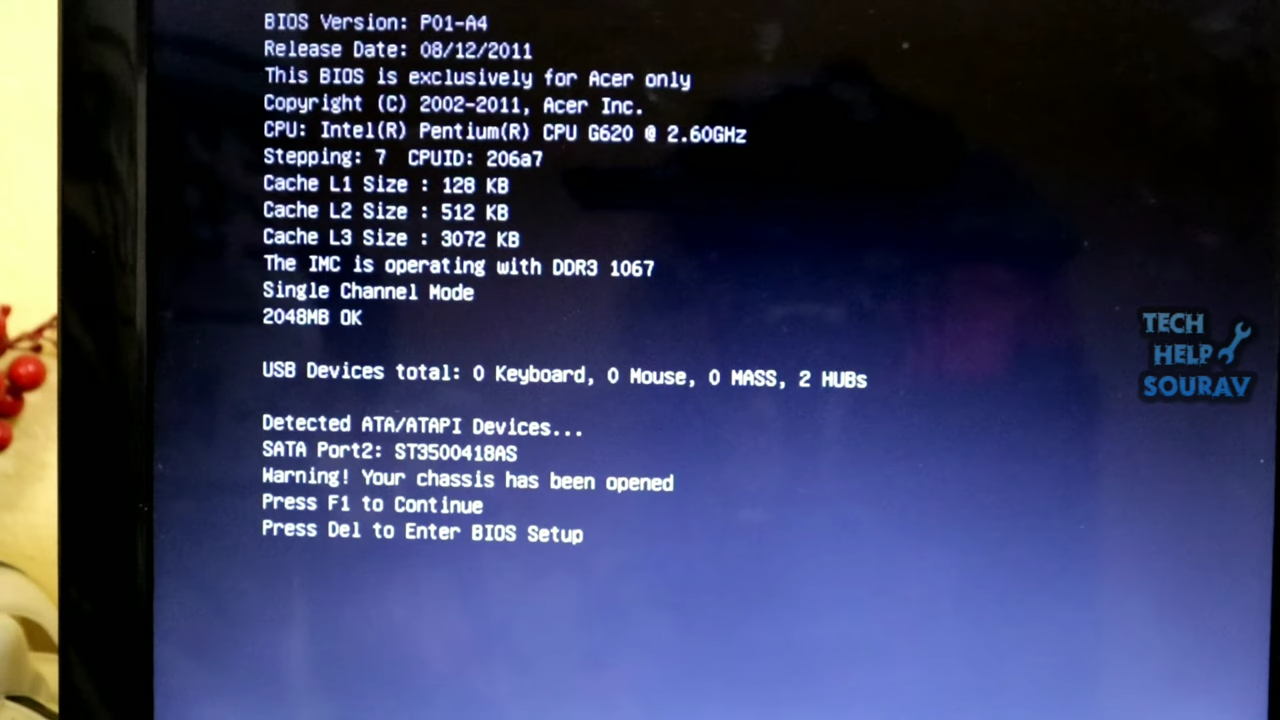 BIOS Version: P01-A4
Release Date: 08/12/2011
This BIOS is exclusively for Acer only
Copyright (C) 2002-2011, Acer Inc.
CPU: Intel(R) Pentium(R) CPU G620 @ 2.60GHz
Stepping: 7 CPUID: 206a7
Cache L1 Size : 128 KB
Cache L2 Size : 512 KB
Cache L3 Size : 3072 KB
The IMC is operating with DDR3 1067
Single Channel Mode
2048MB OK
USB Devices total: 0 Keyboard, 0 Mouse, 0 MASS, 2 HUBs
Detected ATA/ATAPI Devices...
SATA Port2: ST3500418AS
Warning! Your chassis has been opened
Press F1 to Continue
Press Del to Enter BIOS Setup
TECH
HELP
SOURAV